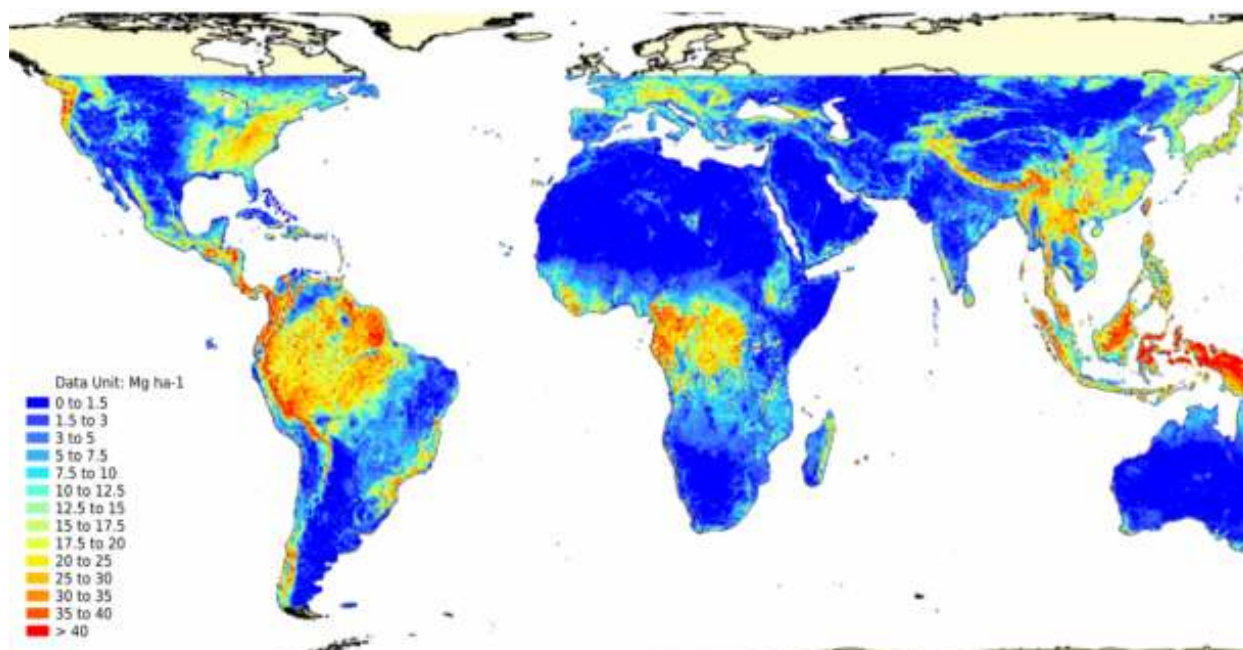 Data Unit: Mg ha-1
0 to 1.5
1.5 to 3
3 to 5
5 to 7.5
7.5 to 10
10 to 12.5
12.5 to 15
15 to 17.5
17.5 to 20
20 to 25
25 to 30
30 to 35
35 to 40
> 40